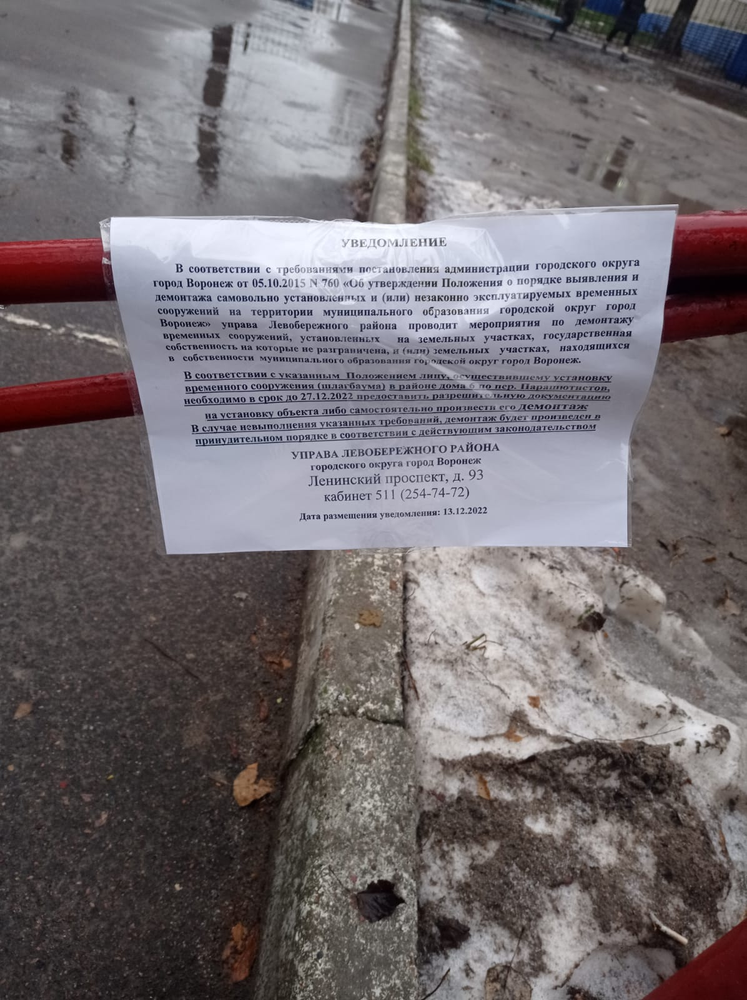 УВЕДОМЛЕНИЕ
В соответствии с требованиями постановления администрации городского округа
город Воронеж от 05.10.2015 N 760 «Об утверждении Положения о порядке выявления и
демонтажа самовольно установленных и (или) незаконно эксплуатируемых временных
сооружений на территории муниципального образования городской округ город
Воронеж» управа Левобережного района проводит мероприятия по демонтажу
временных сооружений, установленных на земельных участках, государственная
собственность на которые не разграничена, и (или) земельных участках, находящихся
в собственности муниципального образования городской округ город Воронеж.
В соответствии с указанным Положением лицу, осуществившему установку
временного сооружения (шлагбаума) в районе дома 6 по пер. Парашютистов,
необходимо в срок до 27.12.2022 предоставить разрешительную документацию
на установку объекта либо самостоятельно произвести его демонтаж
В случае невыполнения указанных требований, демонтаж будет произведен в
принудительном порядке в соответствии с действующим законодательством
УПРАВА ЛЕВОБЕРЕЖНОГО РАЙОНА
городского округа город Воронеж
Ленинский проспект, д. 93
кабинет 511 (254-74-72)
Дата размещения уведомления: 13.12.2022